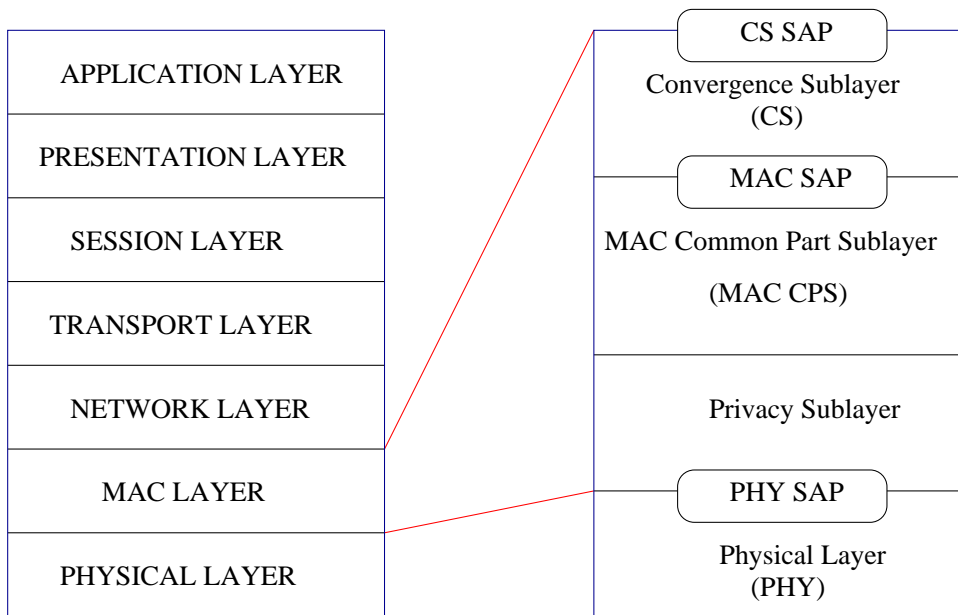 APPLICATION LAYER
PRESENTATION LAYER
SESSION LAYER
TRANSPORT LAYER
NETWORK LAYER
MAC LAYER
PHYSICAL LAYER
CS SAP
Convergence Sublayer
(CS)
MAC SAP
MAC Common Part Sublayer
(MAC CPS)
Privacy Sublayer
PHY SAP
Physical Layer
(PHY)